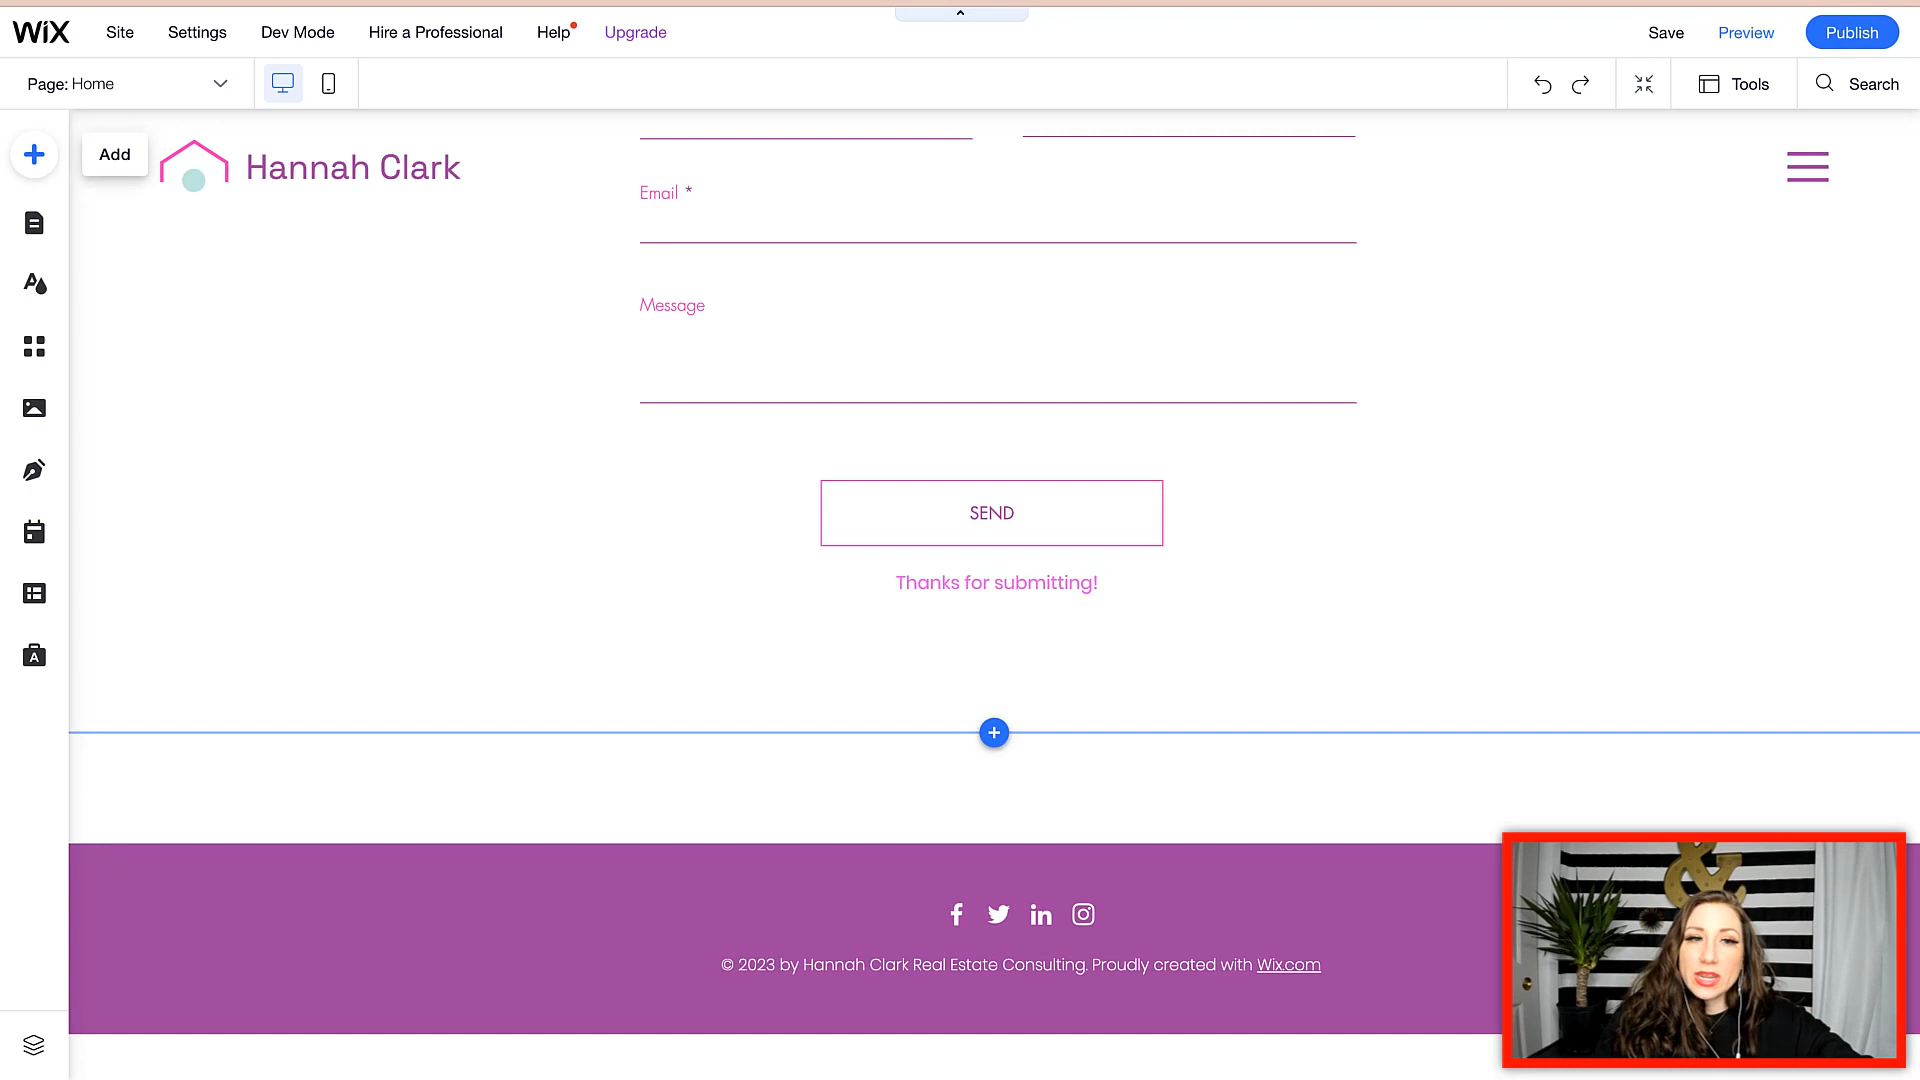 WiX Site Settings Dev Mode Hire a Professional Help Upgrade Save Preview Publish
Page: Home Tools Search
Add
Hannah Clark
Email *
Message
SEND
Thanks for submitting!
© 2023 by Hannah Clark Real Estate Consulting. Proudly created with Wix.com